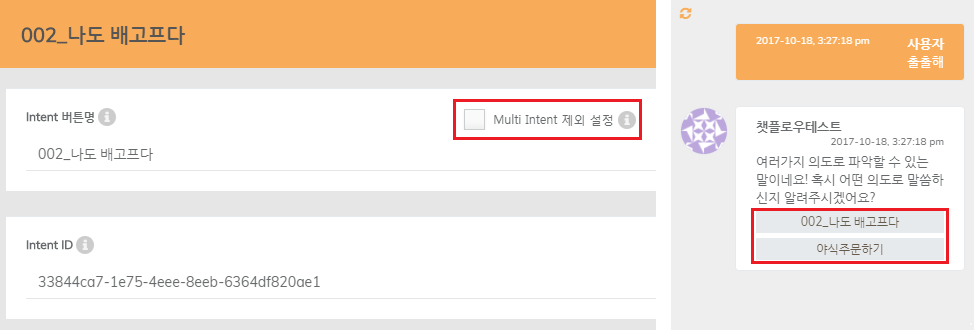 002_나도 배고프다
Intent 버튼명
Multi Intent 제외 설정
002_나도 배고프다
Intent ID
33844ca7-1e75-4eee-8eeb-6364df820ae1
2017-10-18, 3:27:18 pm 사용자
출출해
챗플로우테스트
2017-10-18, 3:27:18 pm
여러가지 의도로 파악할 수 있는
말이네요! 혹시 어떤 의도로 말씀하
신지 알려주시겠어요?
002_나도 배고프다
야식주문하기